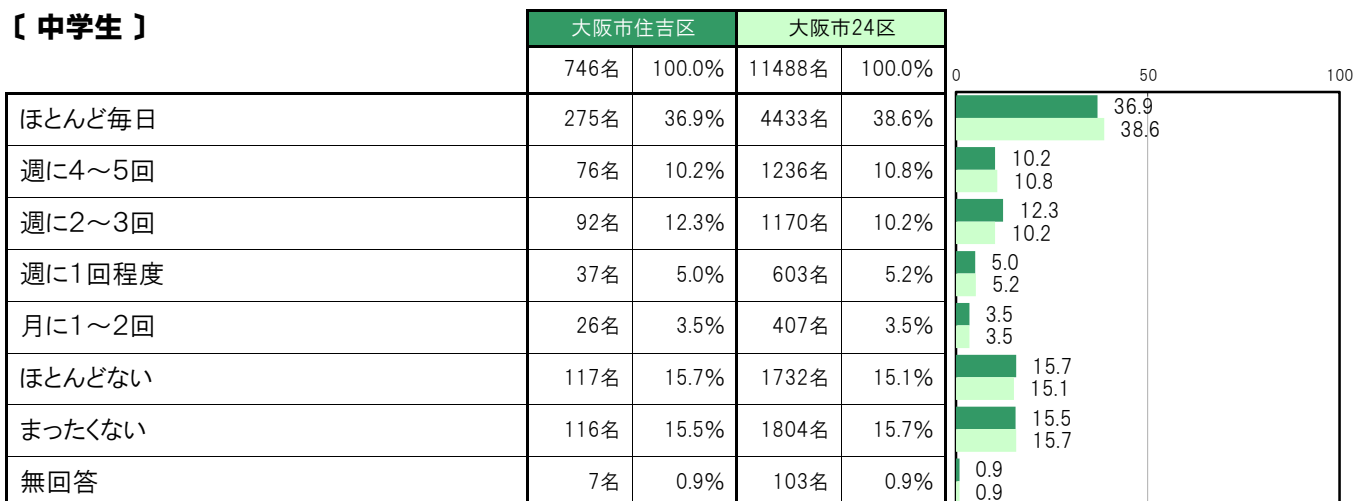 〔 中学生 〕
大阪市住吉区 大阪市24区
746名 100.0% 11488名 100.0% 0 50 100
ほとんど毎日 275名 36.9% 4433名 38.6% 36.9
38.6
週に4～5回 76名 10.2% 1236名 10.8% 10.2
10.8
週に2～3回 92名 12.3% 1170名 10.2% 12.3
10.2
週に1回程度 37名 5.0% 603名 5.2% 5.0
5.2
月に1～2回 26名 3.5% 407名 3.5% 3.5
3.5
ほとんどない 117名 15.7% 1732名 15.1% 15.7
15.1
まったくない 116名 15.5% 1804名 15.7% 15.5
15.7
無回答 7名 0.9% 103名 0.9% 0.9
0.9